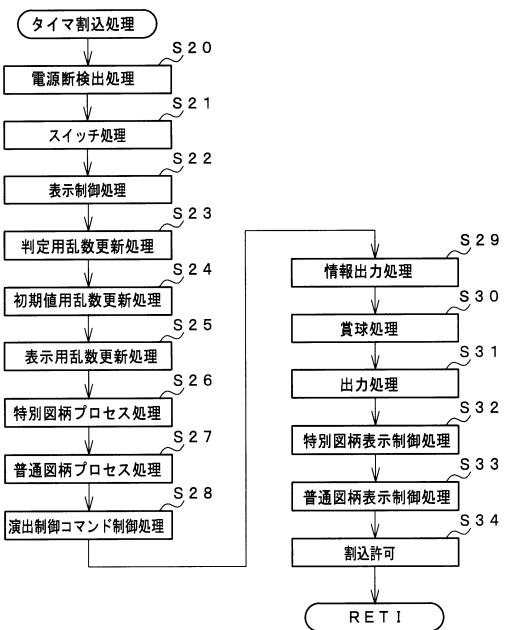 タイマ割込処理
S20
電源断検出処理
S21
スイッチ処理
S22
表示制御処理
S23
判定用乱数更新処理
S24
初期値用乱数更新処理
S25
表示用乱数更新処理
S26
特別図柄プロセス処理
S27
普通図柄プロセス処理
S28
演出制御コマンド制御処理
S29
情報出力処理
S30
賞球処理
S31
出力処理
S32
特別図柄表示制御処理
S33
普通図柄表示制御処理
S34
割込許可
RETI